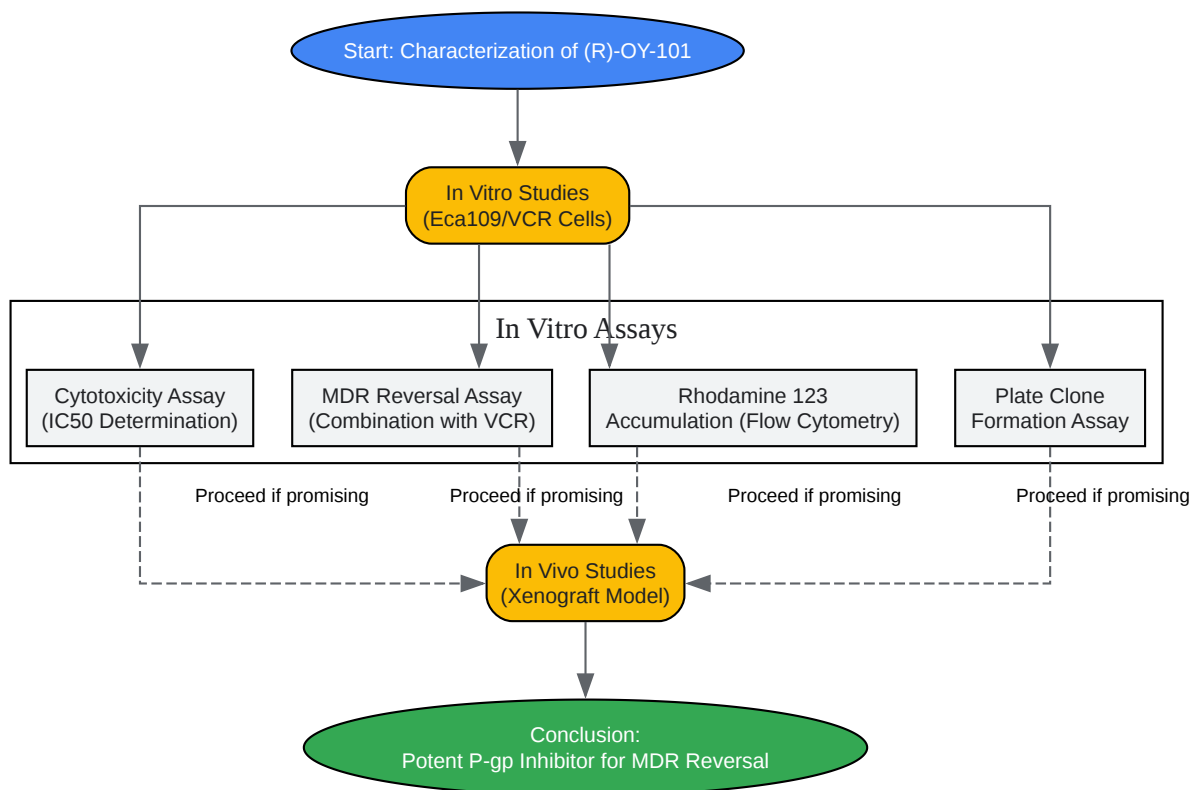 Start: Characterization of (R)-OY-101
In Vitro Studies
(Eca109/VCR Cells)
In Vitro Assays
Cytotoxicity Assay
(IC50 Determination)
MDR Reversal Assay
(Combination with VCR)
Rhodamine 123
Accumulation (Flow Cytometry)
Plate Clone
Formation Assay
Proceed if promising
Proceed if promising
Proceed if promising
Proceed if promising
In Vivo Studies
(Xenograft Model)
Conclusion:
Potent P-gp Inhibitor for MDR Reversal